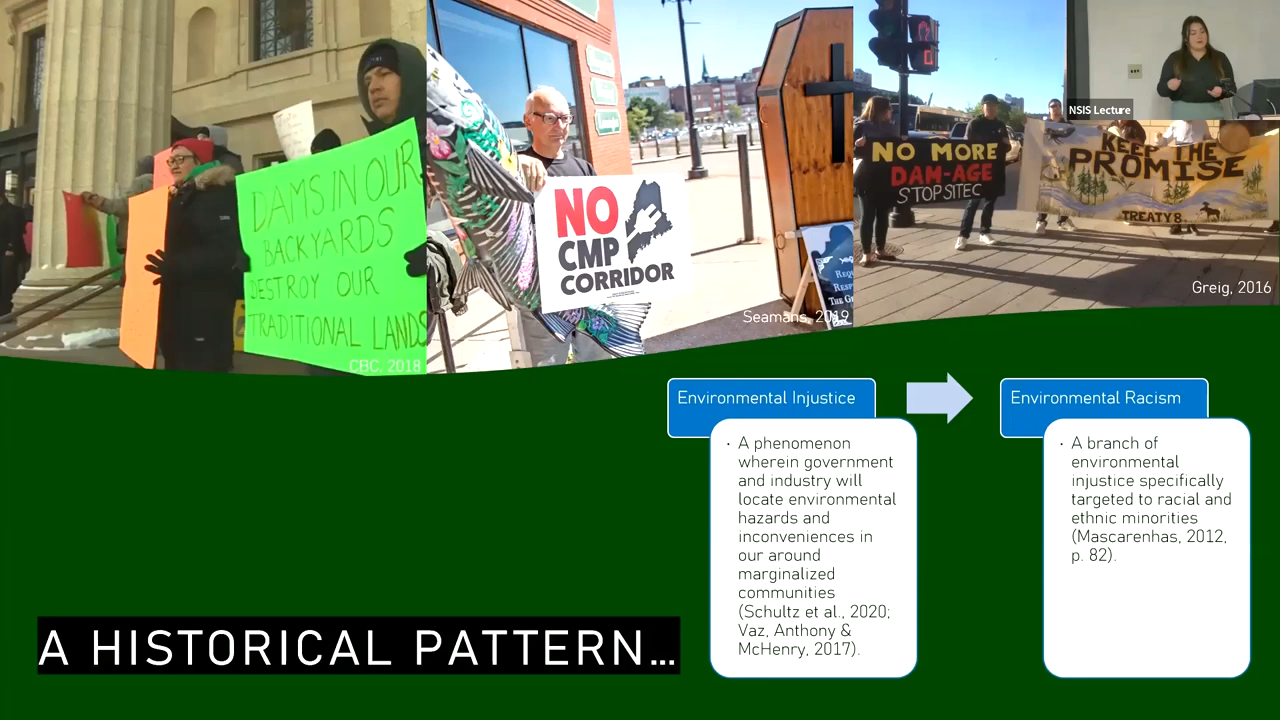 DAMS IN OUR
BACKYARDS
DESTROY OUR
TRADITIONAL LANDS
CBC, 2018
NO
CMP
CORRIDOR
Seamans, 2019
NO MORE
DAM-AGE
STOP SITE C
KEEP THE
PROMISE
TREATY 8
Greig, 2016
NSIS Lecture
Environmental Injustice
· A phenomenon
wherein government
and industry will
locate environmental
hazards and
inconveniences in
our around
marginalized
communities
(Schultz et al., 2020;
Vaz, Anthony &
McHenry, 2017).
Environmental Racism
· A branch of
environmental
injustice specifically
targeted to racial and
ethnic minorities
(Mascarenhas, 2012,
p. 82).
A HISTORICAL PATTERN…